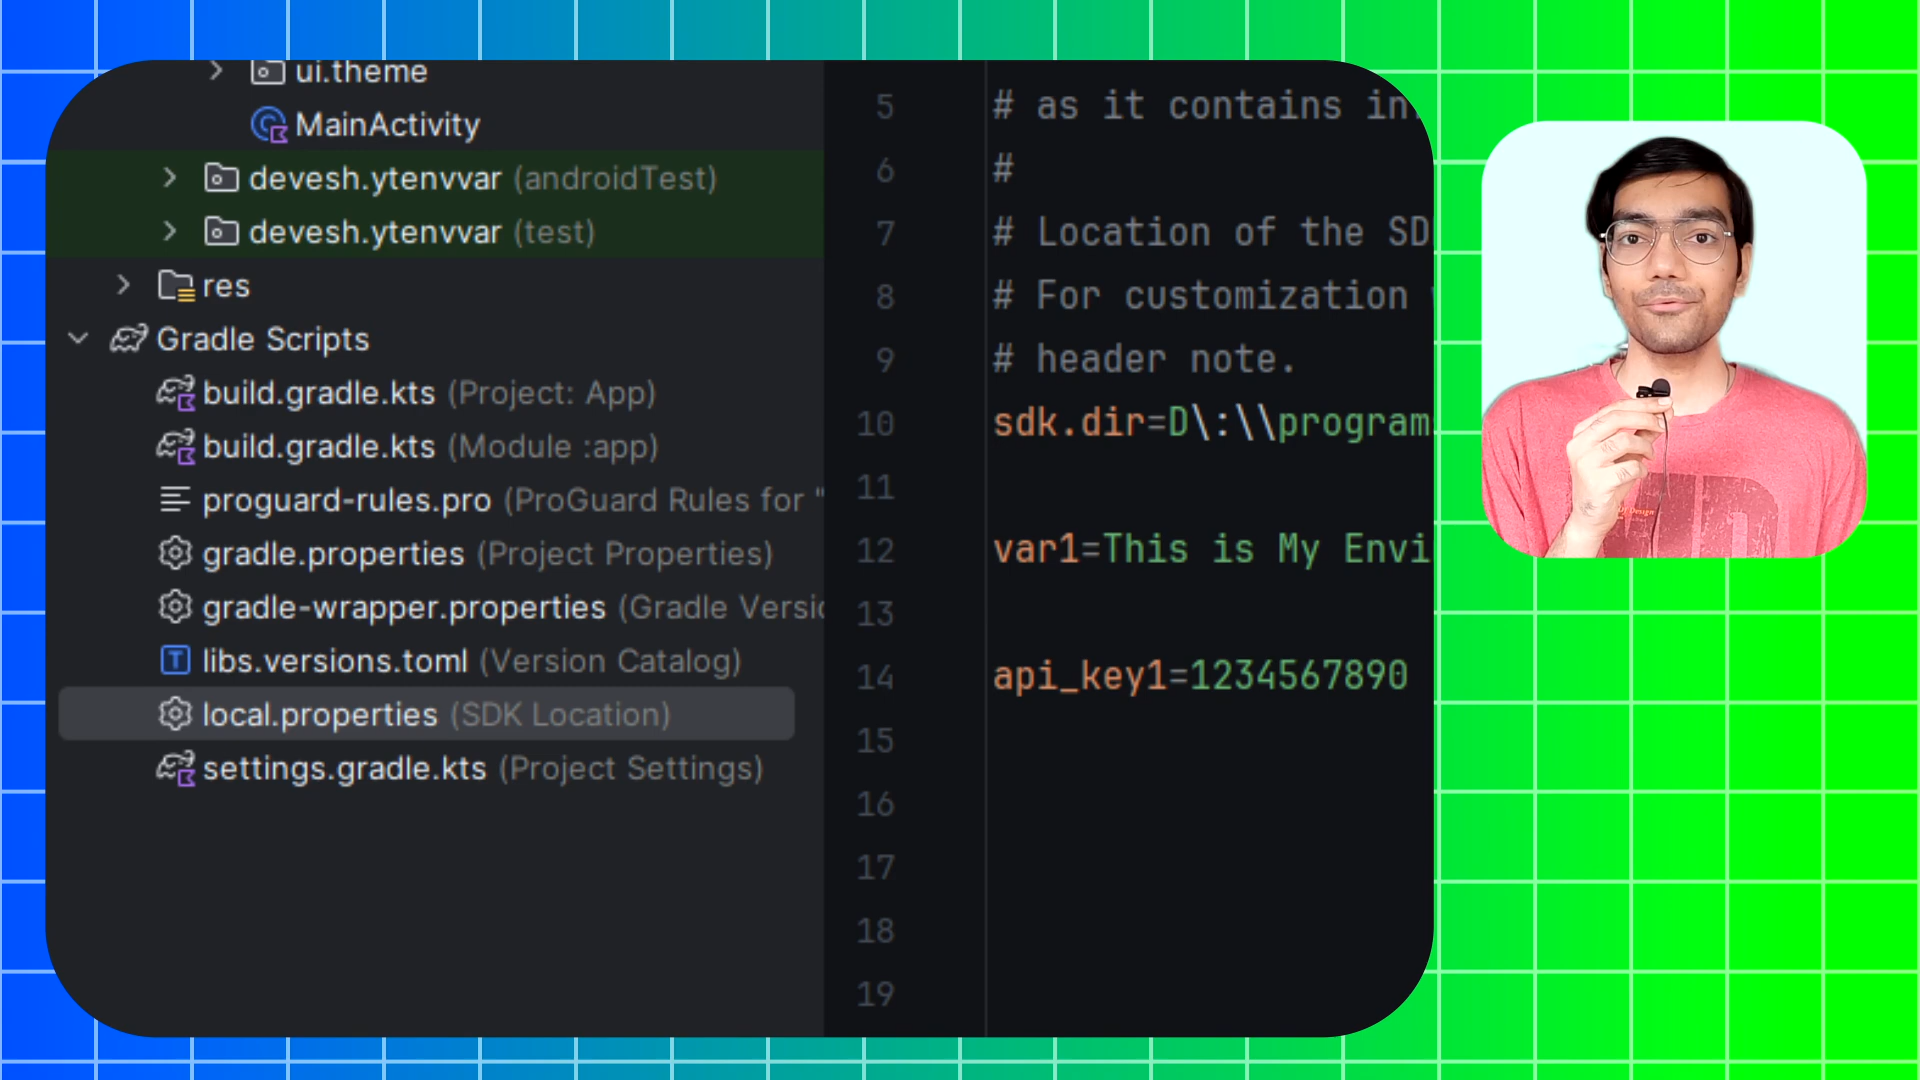 ui.theme
MainActivity
devesh.ytenvvar (androidTest)
devesh.ytenvvar (test)
res
Gradle Scripts
build.gradle.kts (Project: App)
build.gradle.kts (Module :app)
proguard-rules.pro (ProGuard Rules for "
gradle.properties (Project Properties)
gradle-wrapper.properties (Gradle Versio
libs.versions.toml (Version Catalog)
local.properties (SDK Location)
settings.gradle.kts (Project Settings)
5 # as it contains in
6 #
7 # Location of the SD
8 # For customization
9 # header note.
10 sdk.dir=D\:\\program
11
12 var1=This is My Envi
13
14 api_key1=1234567890
15
16
17
18
19